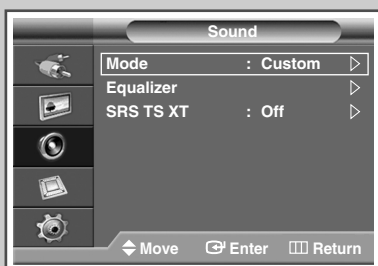 Sound
Mode : Custom
Equalizer
SRS TS XT : Off
Move Enter Return